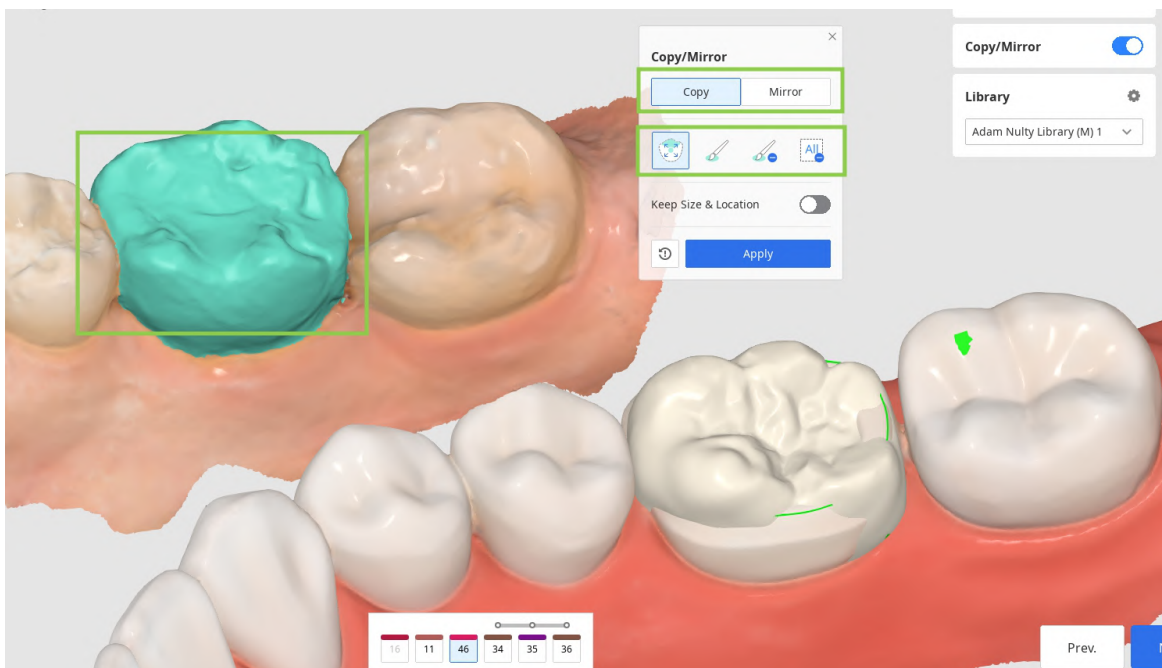 Copy/Mirror
Copy Mirror
All
Keep Size & Location
Apply
Copy/Mirror
Library
Adam Nulty Library (M) 1
16 11 46 34 35 36
Prev.